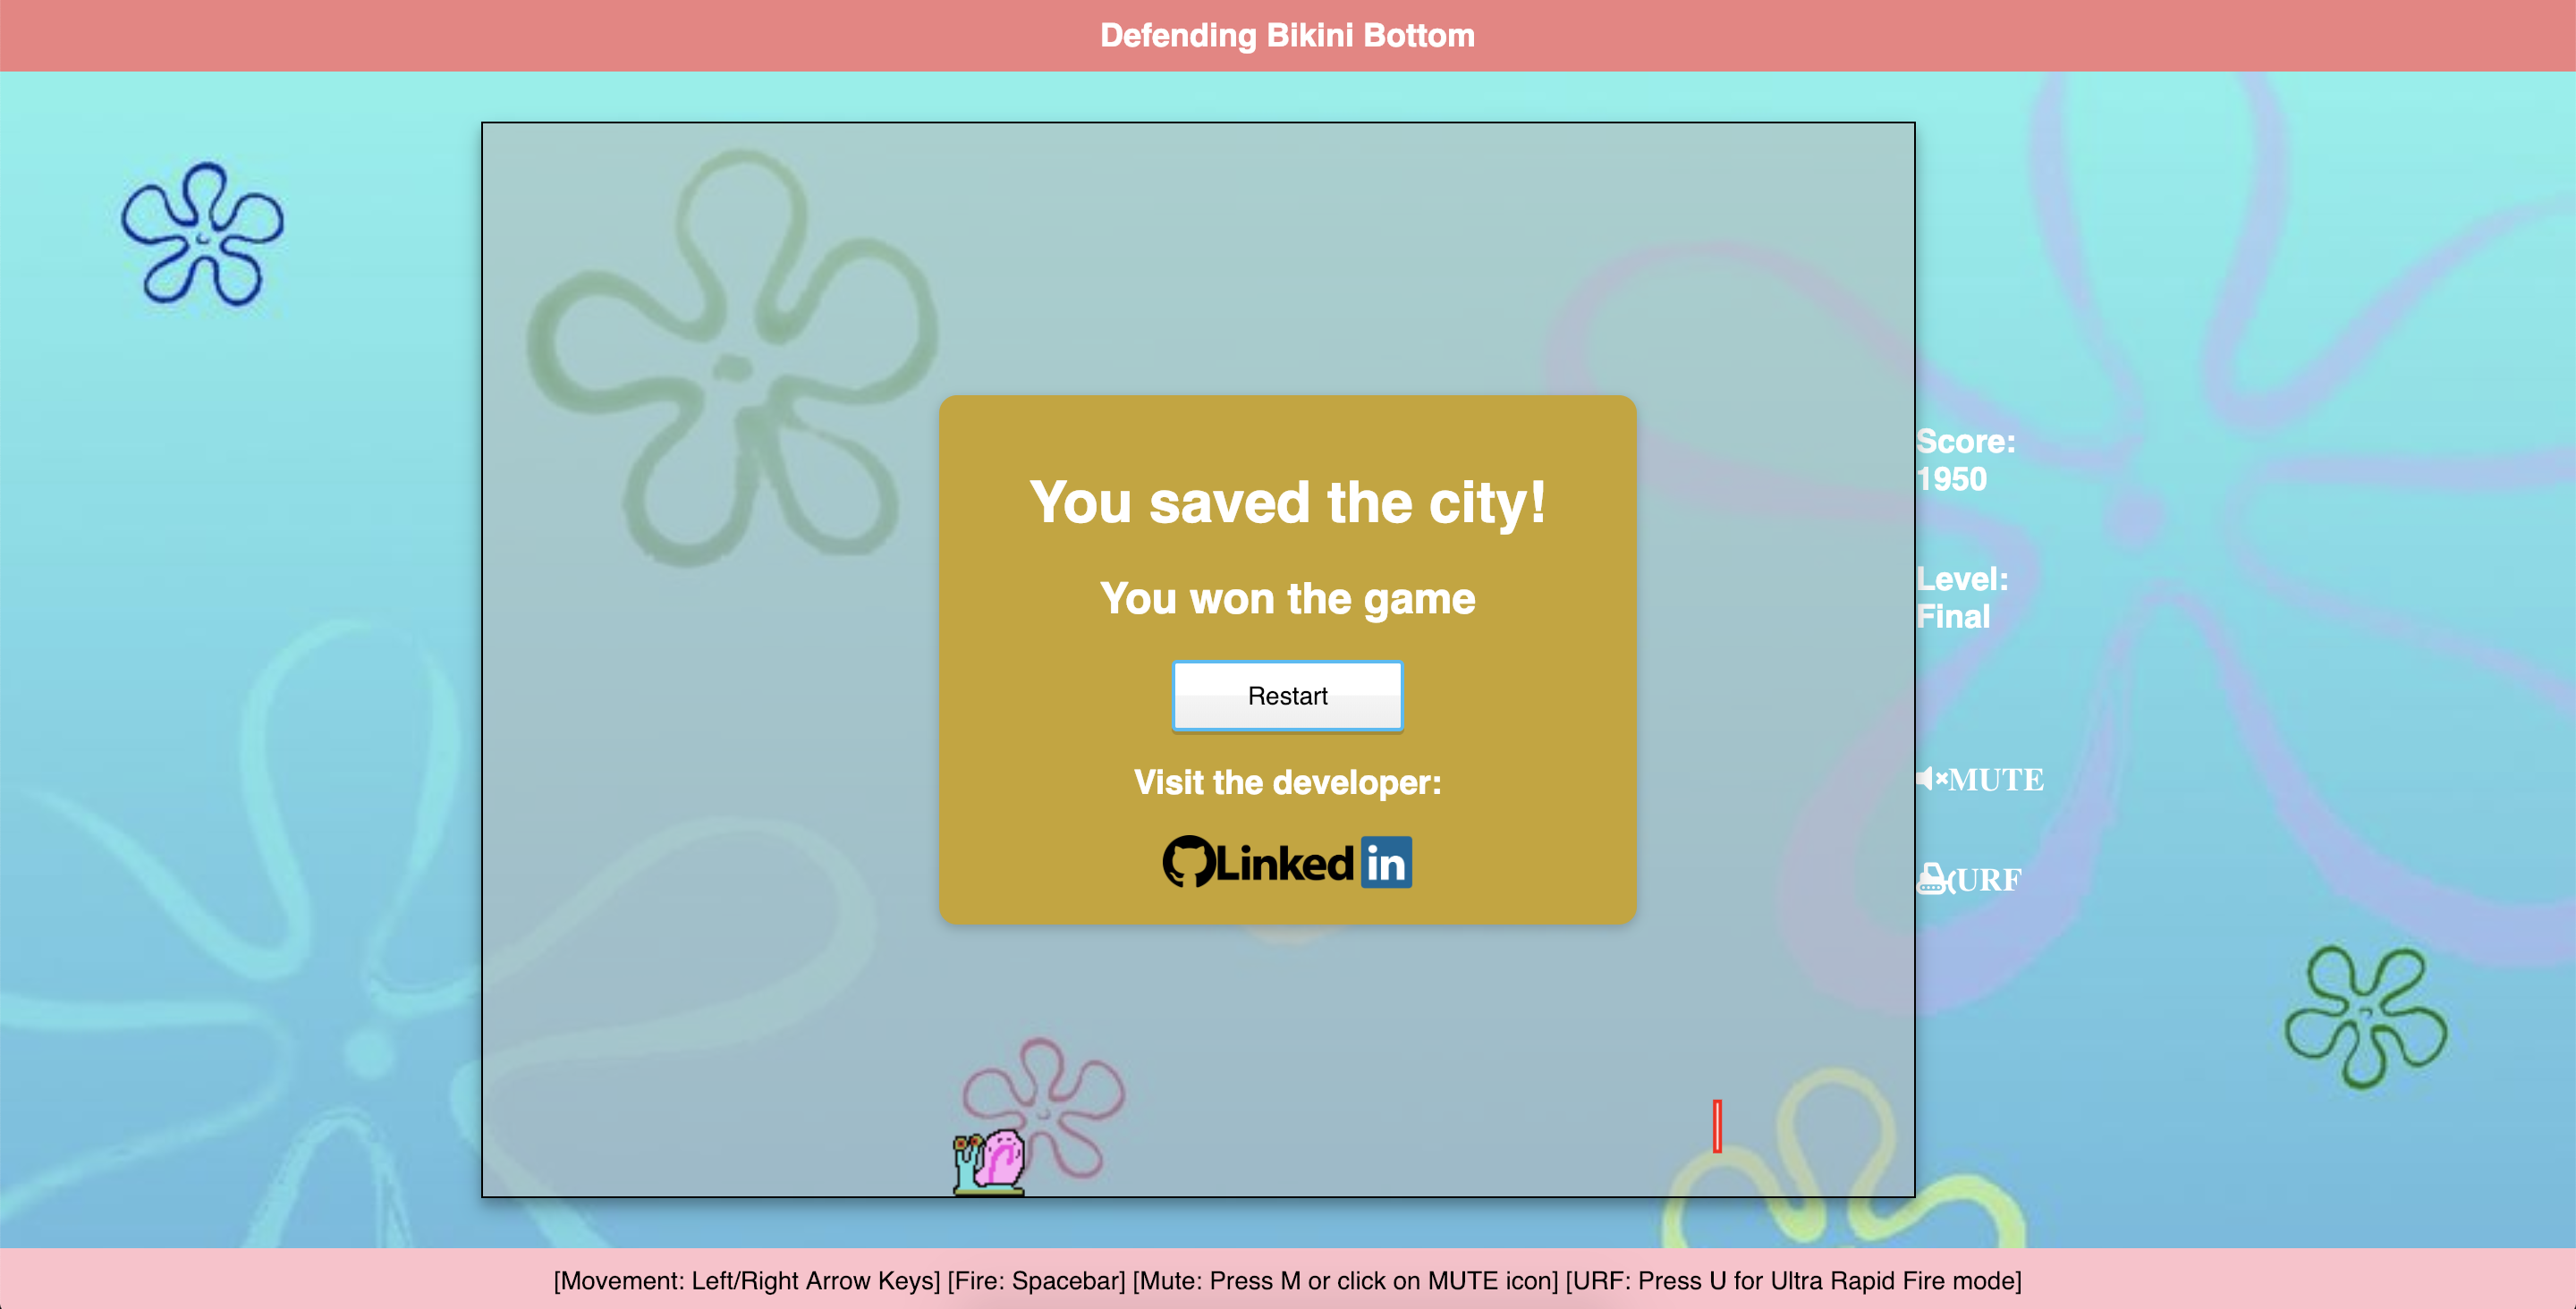 Defending Bikini Bottom
You saved the city!
You won the game
Restart
Visit the developer:
Linked in
Score:
1950
Level:
Final
MUTE
URF
[Movement: Left/Right Arrow Keys] [Fire: Spacebar] [Mute: Press M or click on MUTE icon] [URF: Press U for Ultra Rapid Fire mode]